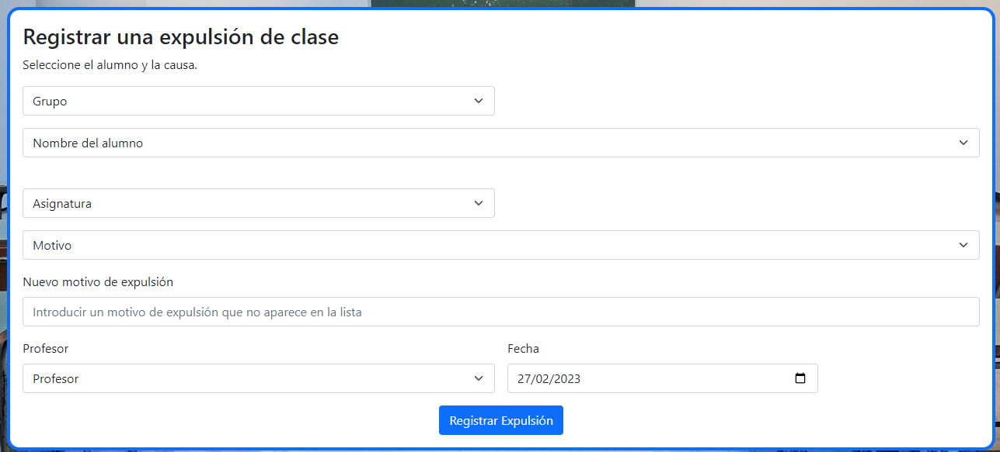 Registrar una expulsión de clase
Seleccione el alumno y la causa.
Grupo
Nombre del alumno
Asignatura
Motivo
Nuevo motivo de expulsión
Introducir un motivo de expulsión que no aparece en la lista
Profesor
Fecha
Profesor
27/02/2023
Registrar Expulsión